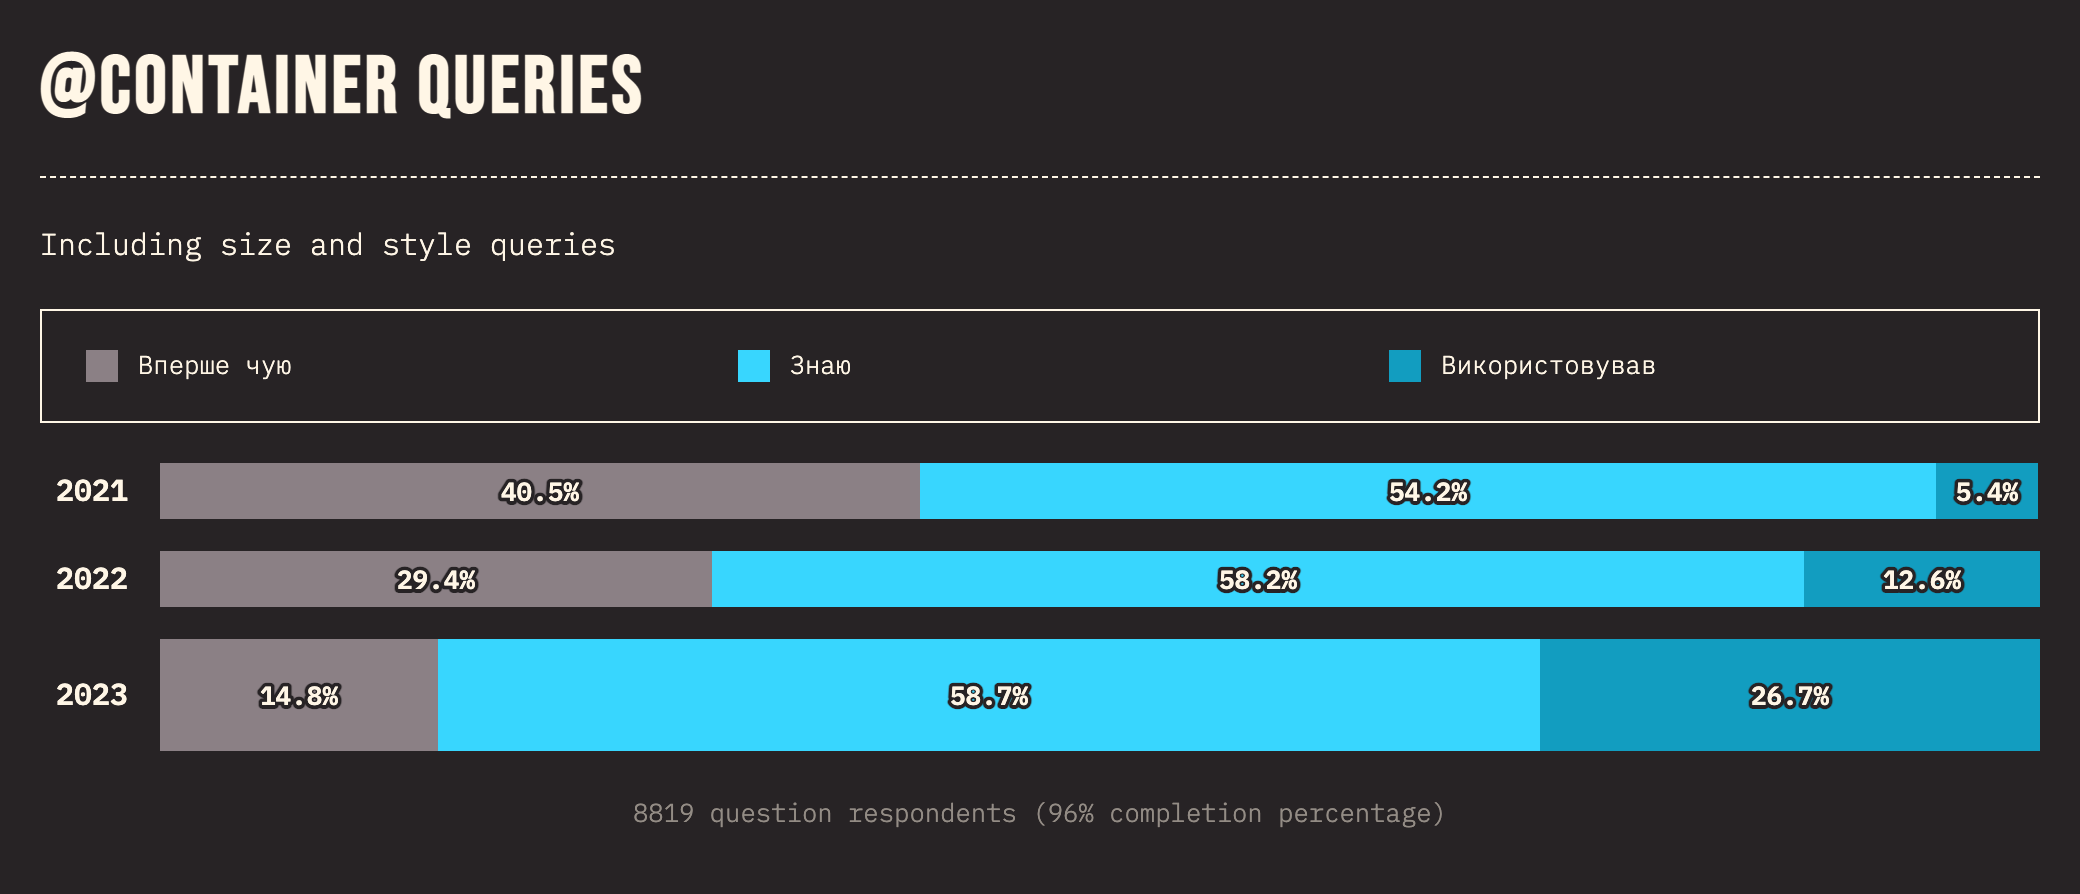 @CONTAINER QUERIES
Including size and style queries
Вперше чую Знаю Використовував
2021 40.5% 54.2% 5.4%
2022 29.4% 58.2% 12.6%
2023 14.8% 58.7% 26.7%
8819 question respondents (96% completion percentage)